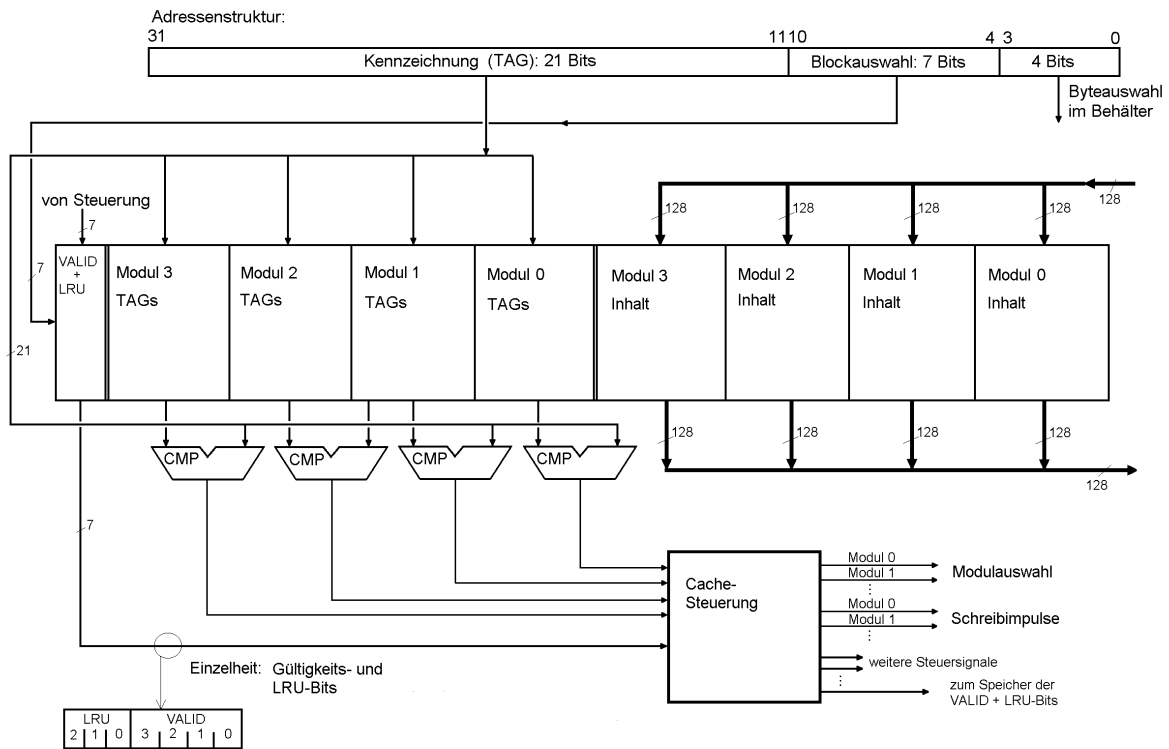 Adressenstruktur:
31 11 10 4 3 0
Kennzeichnung (TAG): 21 Bits Blockauswahl: 7 Bits 4 Bits
Byteauswahl
im Behälter
von Steuerung
7
128 128 128 128 128
7
VALID
+
LRU
Modul 3
TAGs
Modul 2
TAGs
Modul 1
TAGs
Modul 0
TAGs
Modul 3
Inhalt
Modul 2
Inhalt
Modul 1
Inhalt
Modul 0
Inhalt
21
CMP CMP CMP CMP
128 128 128 128
128
7
Cache-
Steuerung
Modul 0
Modul 1
⋮
Modulauswahl
Modul 0
Modul 1
⋮
Schreibimpulse
weitere Steuersignale
⋮
zum Speicher der
VALID + LRU-Bits
Einzelheit: Gültigkeits- und
LRU-Bits
LRU VALID
2 1 0 3 2 1 0